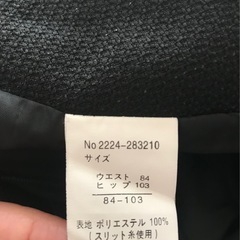 No 2224-283210
サイズ
ウエスト 84
ヒップ 103
84-103
表地 ポリエステル 100%
(スリット糸使用)